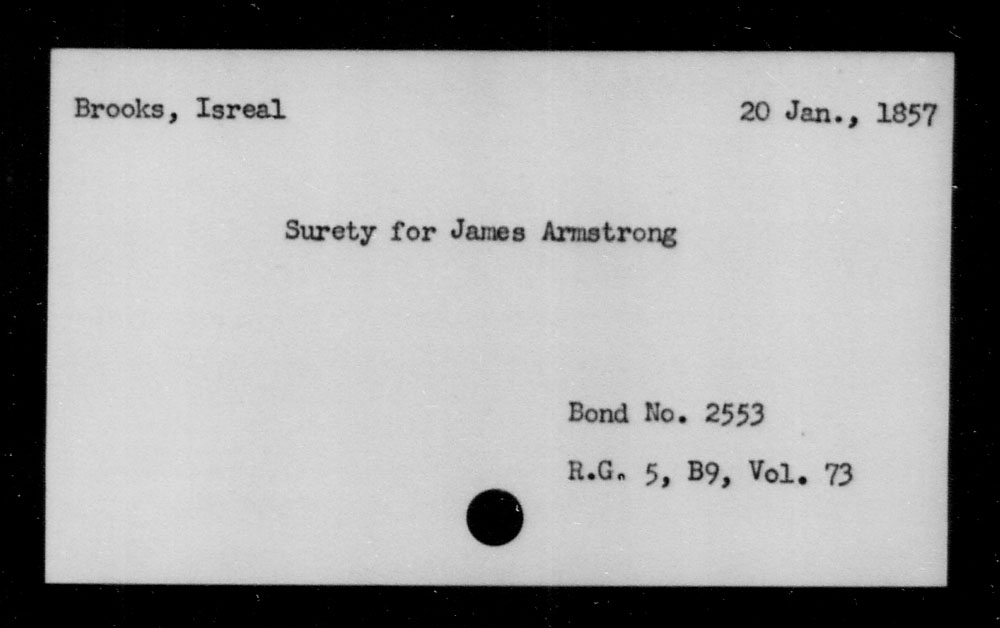 Brooks, Isreal 20 Jan., 1857
Surety for James Armstrong
Bond No. 2553
R.G. 5, B9, Vol. 73